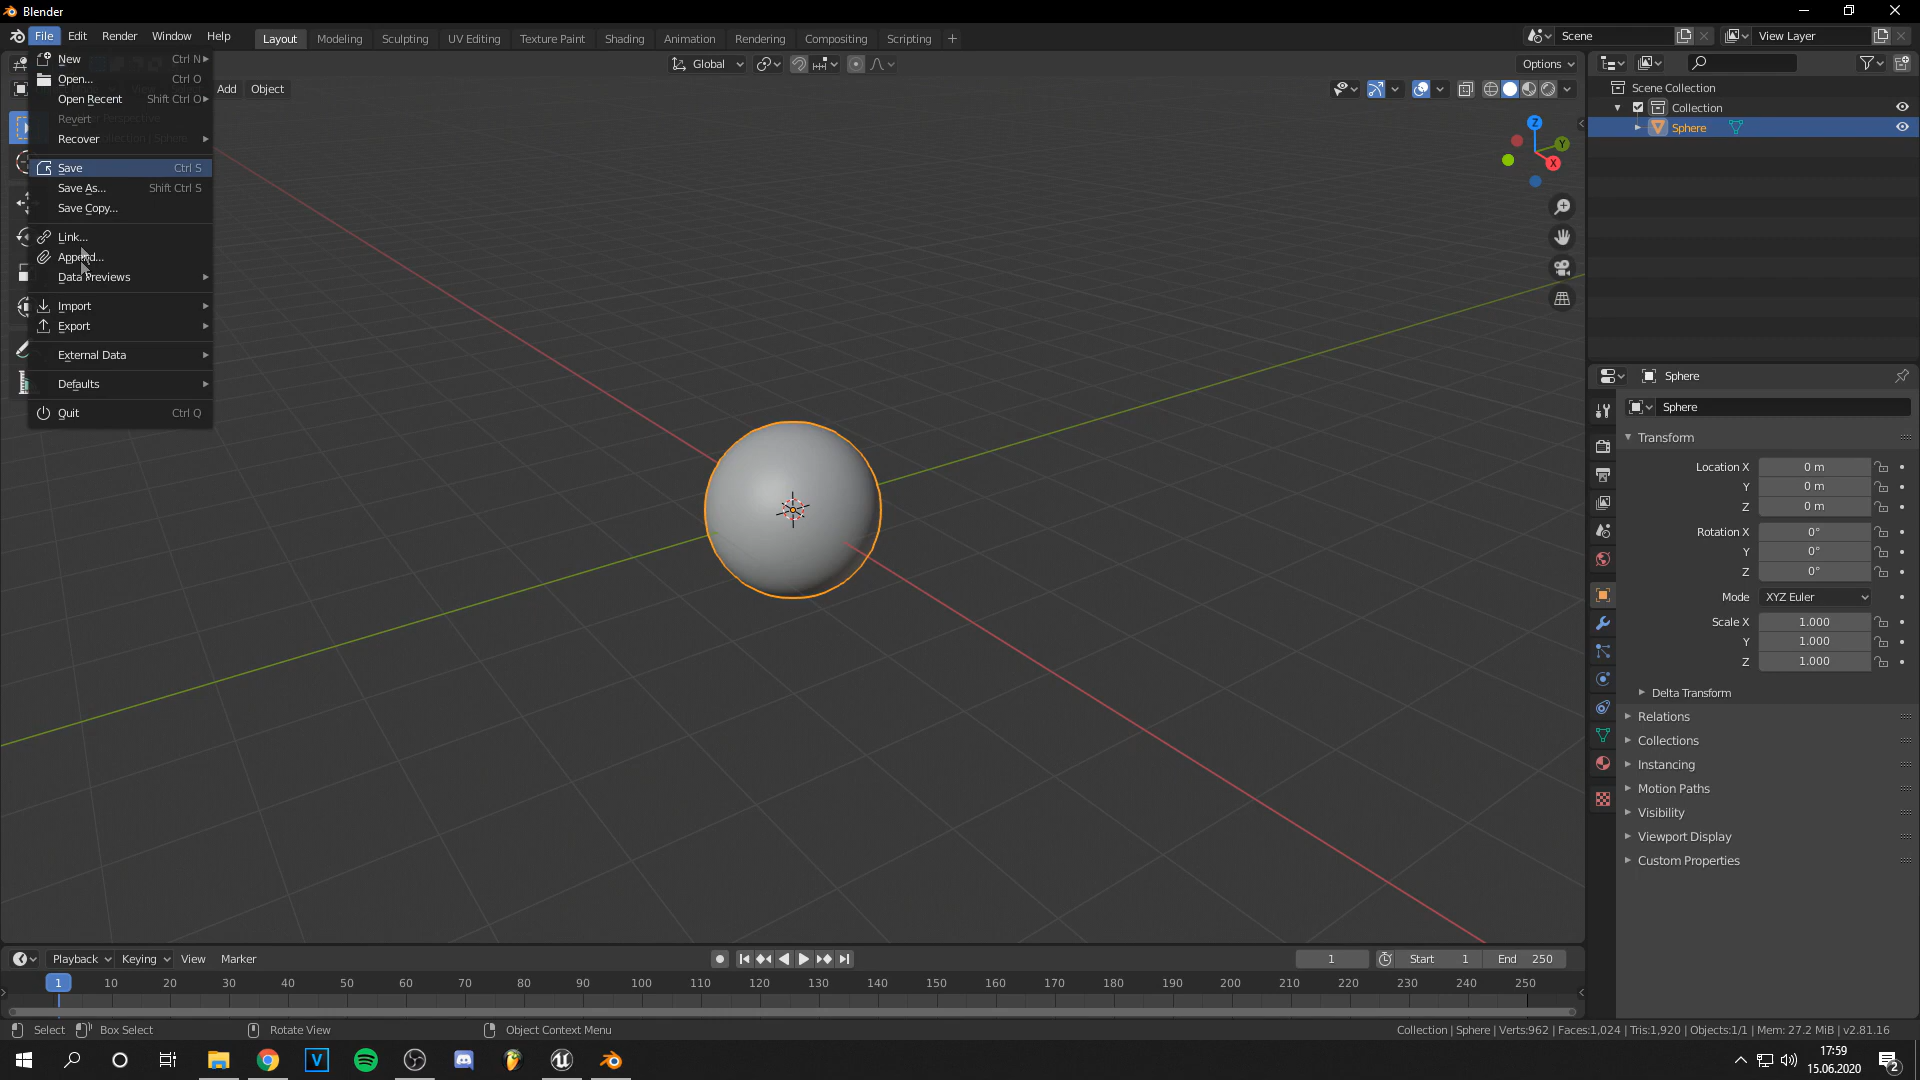 Blender
File Edit Render Window Help Layout Modeling Sculpting UV Editing Texture Paint Shading Animation Rendering Compositing Scripting + Scene View Layer
New Ctrl N
Open... Ctrl O
Open Recent Shift Ctrl O
Revert
Recover
Save Ctrl S
Save As... Shift Ctrl S
Save Copy...
Link...
Append...
Data Previews
Import
Export
External Data
Defaults
Quit Ctrl Q
Global Options
View Add Object
Perspective
Collection | Sphere
Z
Y
X
Scene Collection
Collection
Sphere
Sphere
Sphere
Transform
Location X 0 m
Y 0 m
Z 0 m
Rotation X 0°
Y 0°
Z 0°
Mode XYZ Euler
Scale X 1.000
Y 1.000
Z 1.000
Delta Transform
Relations
Collections
Instancing
Motion Paths
Visibility
Viewport Display
Custom Properties
Playback Keying View Marker 1 Start 1 End 250
1 10 20 30 40 50 60 70 80 90 100 110 120 130 140 150 160 170 180 190 200 210 220 230 240 250
Select Box Select Rotate View Object Context Menu Collection | Sphere | Verts:962 | Faces:1,024 | Tris:1,920 | Objects:1/1 | Mem: 27.2 MiB | v2.81.16
V
17:59
15.06.2020
2